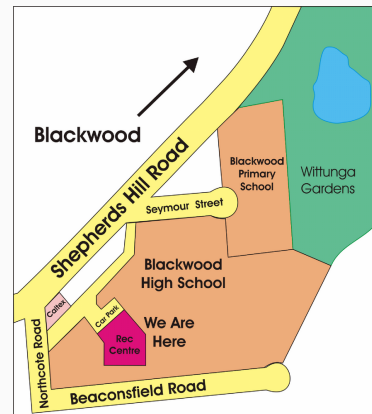 Blackwood
Shepherds Hill Road
Blackwood
Primary
School
Wittunga
Gardens
Seymour Street
Blackwood
High School
Caltex
Car Park
We Are
Here
Rec
Centre
Northcote Road
Beaconsfield Road